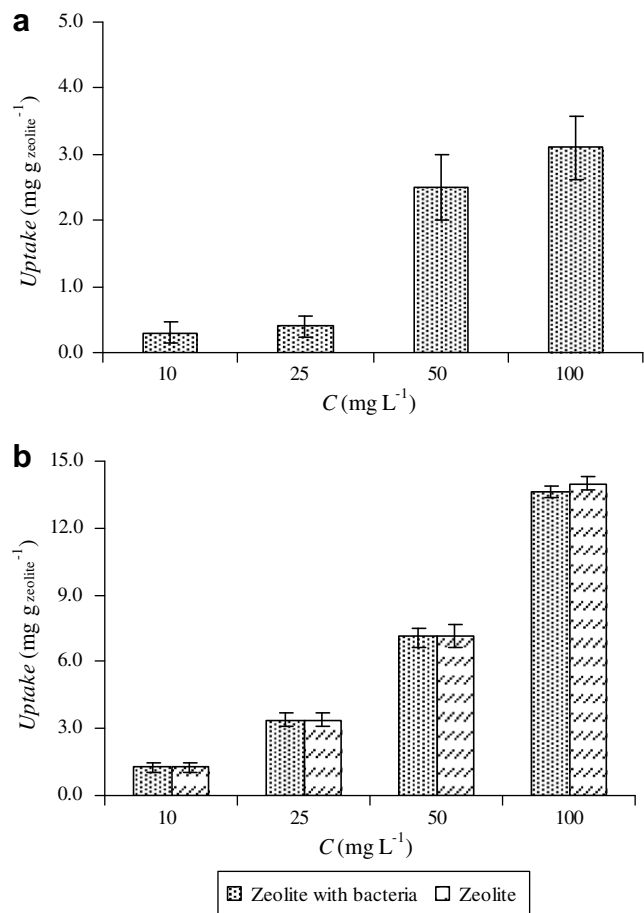 a
5.0
4.0
3.0
2.0
1.0
0.0
Uptake (mg g zeolite⁻¹)
10 25 50 100
C (mg L⁻¹)
b
15.0
12.0
9.0
6.0
3.0
0.0
Uptake (mg g zeolite⁻¹)
10 25 50 100
C (mg L⁻¹)
Zeolite with bacteria Zeolite